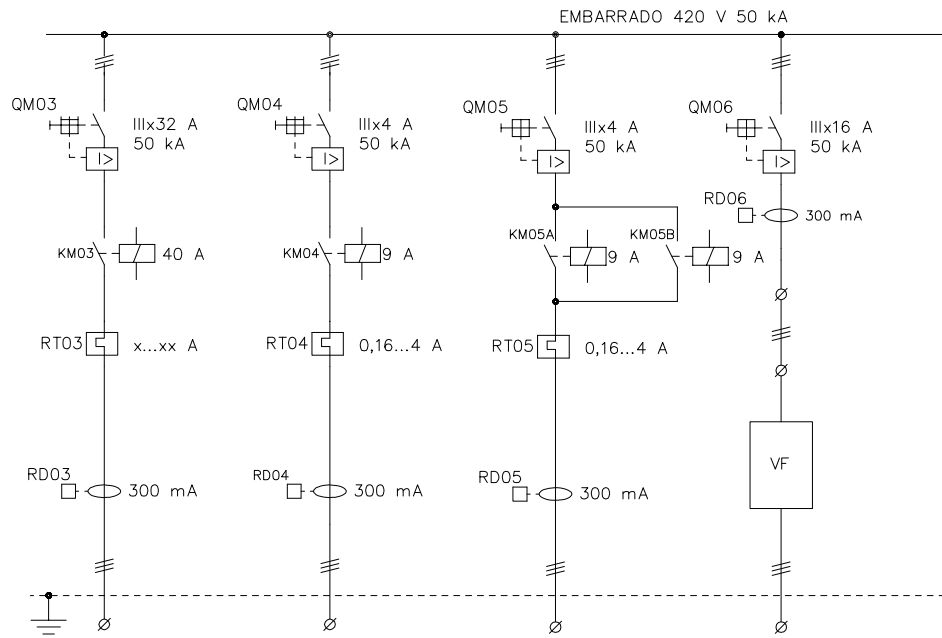 EMBARRADO 420 V 50 kA
QM03
IIIx32 A
50 kA
I>
QM04
IIIx4 A
50 kA
I>
QM05
IIIx4 A
50 kA
I>
QM06
IIIx16 A
50 kA
I>
RD06
300 mA
KM03
40 A
KM04
9 A
KM05A
9 A
KM05B
9 A
RT03
x...xx A
RT04
0,16...4 A
RT05
0,16...4 A
VF
RD03
300 mA
RD04
300 mA
RD05
300 mA